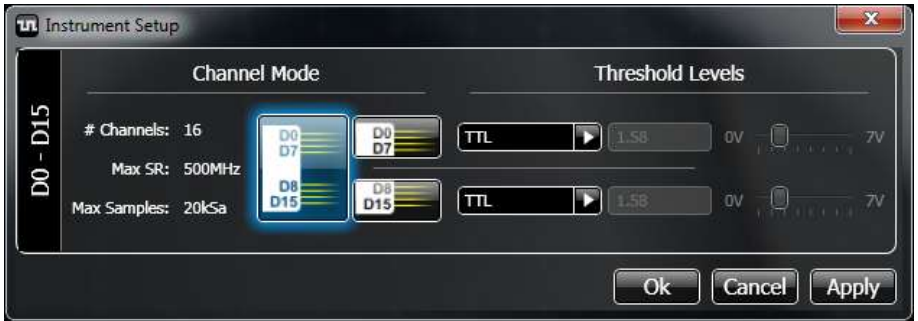 Instrument Setup
Channel Mode
Threshold Levels
D0 - D15
# Channels: 16
Max SR: 500MHz
Max Samples: 20kSa
D0
D7
D8
D15
D0
D7
D8
D15
TTL
1.58
0V
7V
TTL
1.58
0V
7V
Ok
Cancel
Apply